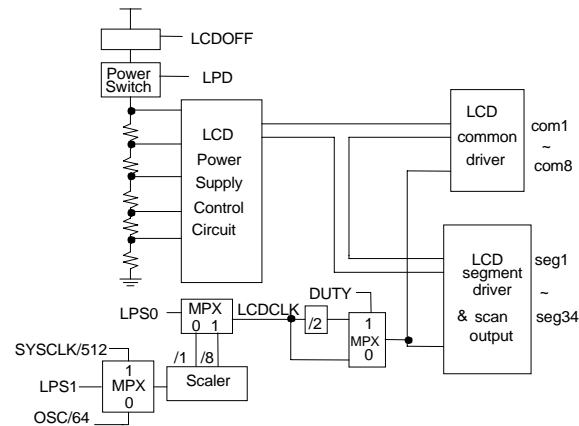 LCDOFF
Power
Switch
LPD
LCD
Power
Supply
Control
Circuit
LCD
common
driver
com1
~
com8
LCD
segment
driver
& scan
output
seg1
~
seg34
DUTY
LPS0
MPX
0 1
LCDCLK
/2
1
MPX
0
SYSCLK/512
/1 /8
LPS1
1
MPX
0
Scaler
OSC/64